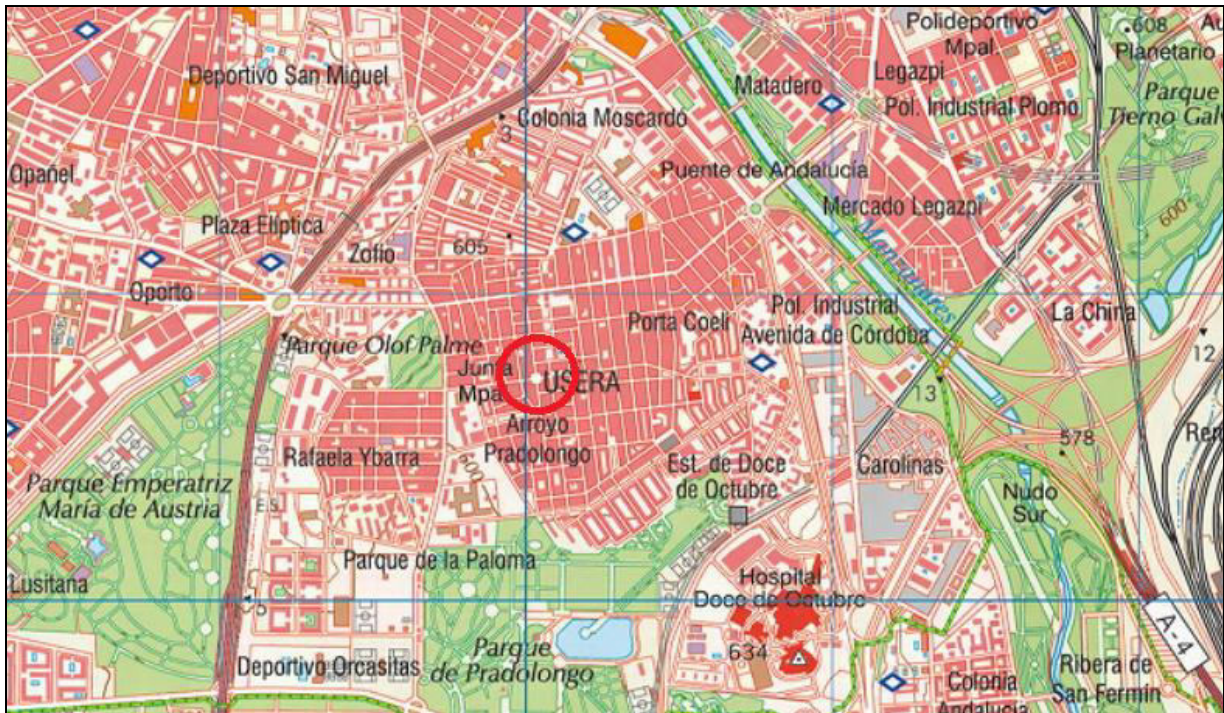 Polideportivo
Mpal.
608
Planetario
Deportivo San Miguel
Matadero
Legazpi
Parque
Pol. Industrial Plomo
3
Colonia Moscardó
Opañel
Puente de Andalucía
Mercado Legazpi
600
Plaza Elíptica
Zofío
605
Manzanares
Oporto
Pol. Industrial
Avenida de Córdoba
La China
Porta Coeli
Parque Olof Palme
12
Junta
USERA
13
Arroyo
Pradolongo
578
Rafaela Ybarra
600
Est. de Doce
de Octubre
Carolinas
Parque Emperatriz
María de Austria
E.S.
Nudo
Sur
Parque de la Paloma
Lusitana
Hospital
Doce de Octubre
5
A-4
Parque
de Pradolongo
634
Deportivo Orcasitas
Ribera de
San Fermín
Colonia